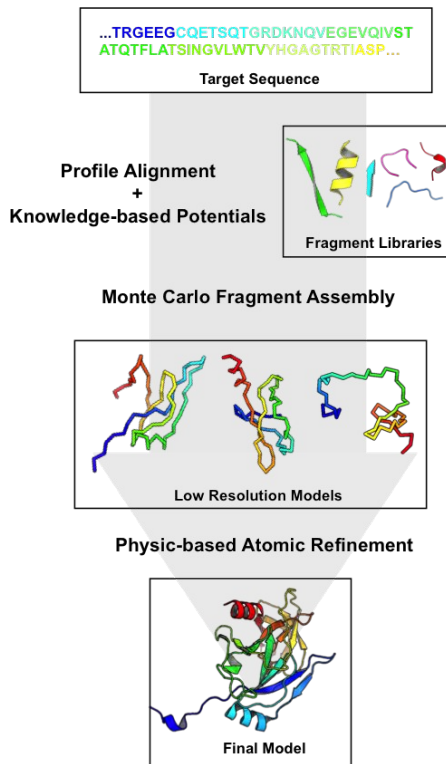 ...TRGEEGCQETSQTGRDKNQVEGEVQIVST
ATQTFLATSINGVLWTVYHGAGTRTIASP...
Target Sequence
Profile Alignment
+
Knowledge-based Potentials
Fragment Libraries
Monte Carlo Fragment Assembly
Low Resolution Models
Physic-based Atomic Refinement
Final Model